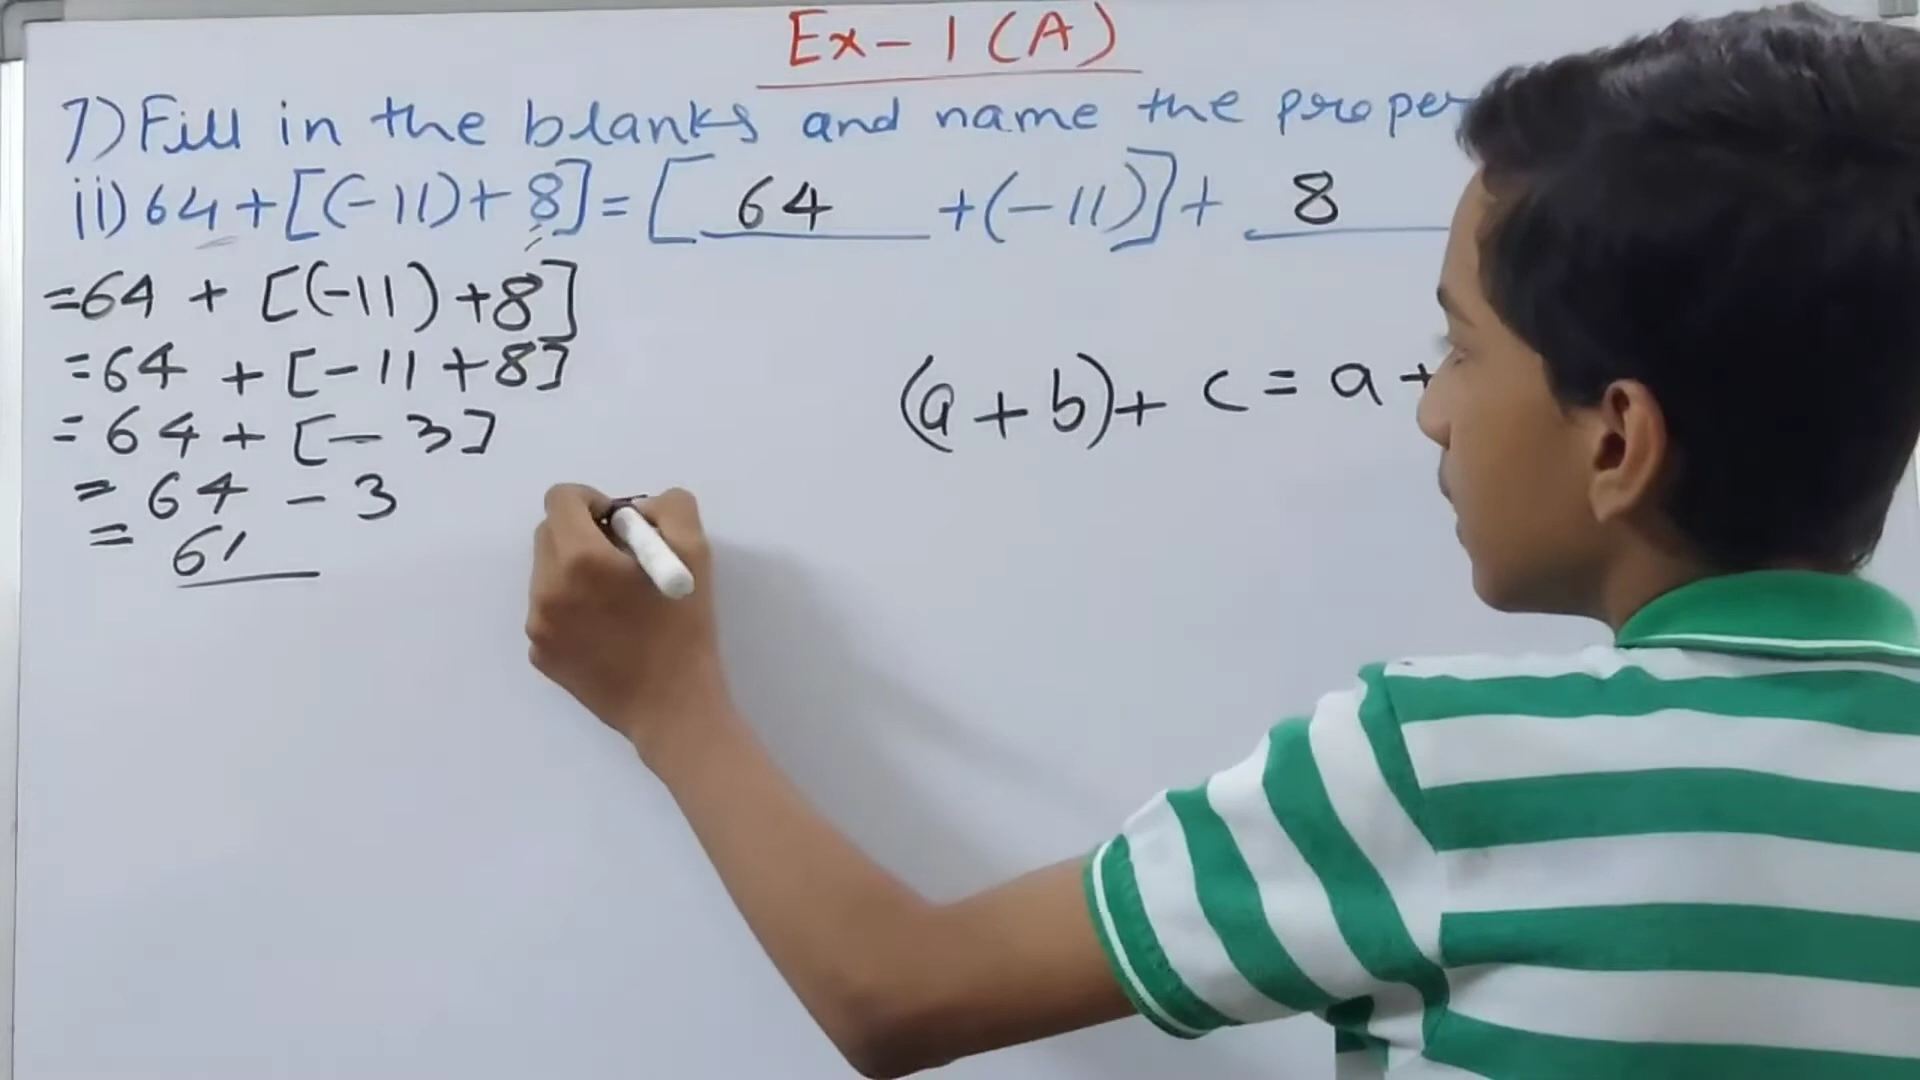 Ex-1(A)
7) Fill in the blanks and name the proper
ii) 64+[(-11)+8]=[ 64 +(-11)]+ 8
=64 + [(-11)+8]
=64 + [-11+8]
=64+[-3]
=64 - 3
=61
(a+b)+c=a+